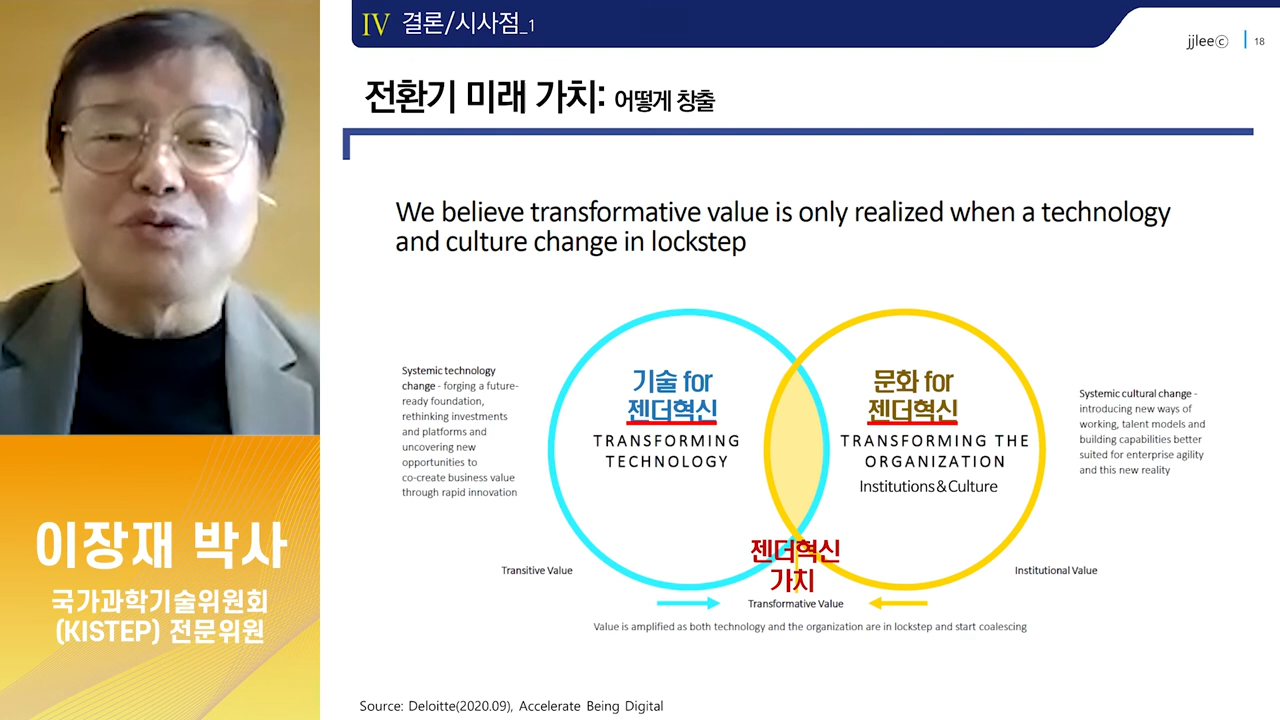 IV 결론/시사점_1
jjleeⓒ
18
전환기 미래 가치: 어떻게 창출
We believe transformative value is only realized when a technology
and culture change in lockstep
Systemic technology
change - forging a future-
ready foundation,
rethinking investments
and platforms and
uncovering new
opportunities to
co-create business value
through rapid innovation
기술 for
젠더혁신
TRANSFORMING
TECHNOLOGY
문화 for
젠더혁신
TRANSFORMING THE
ORGANIZATION
Institutions&Culture
Systemic cultural change -
introducing new ways of
working, talent models and
building capabilities better
suited for enterprise agility
and this new reality
젠더혁신
가치
Transitive Value
Transformative Value
Institutional Value
Value is amplified as both technology and the organization are in lockstep and start coalescing
Source: Deloitte(2020.09), Accelerate Being Digital
이장재 박사
국가과학기술위원회
(KISTEP) 전문위원